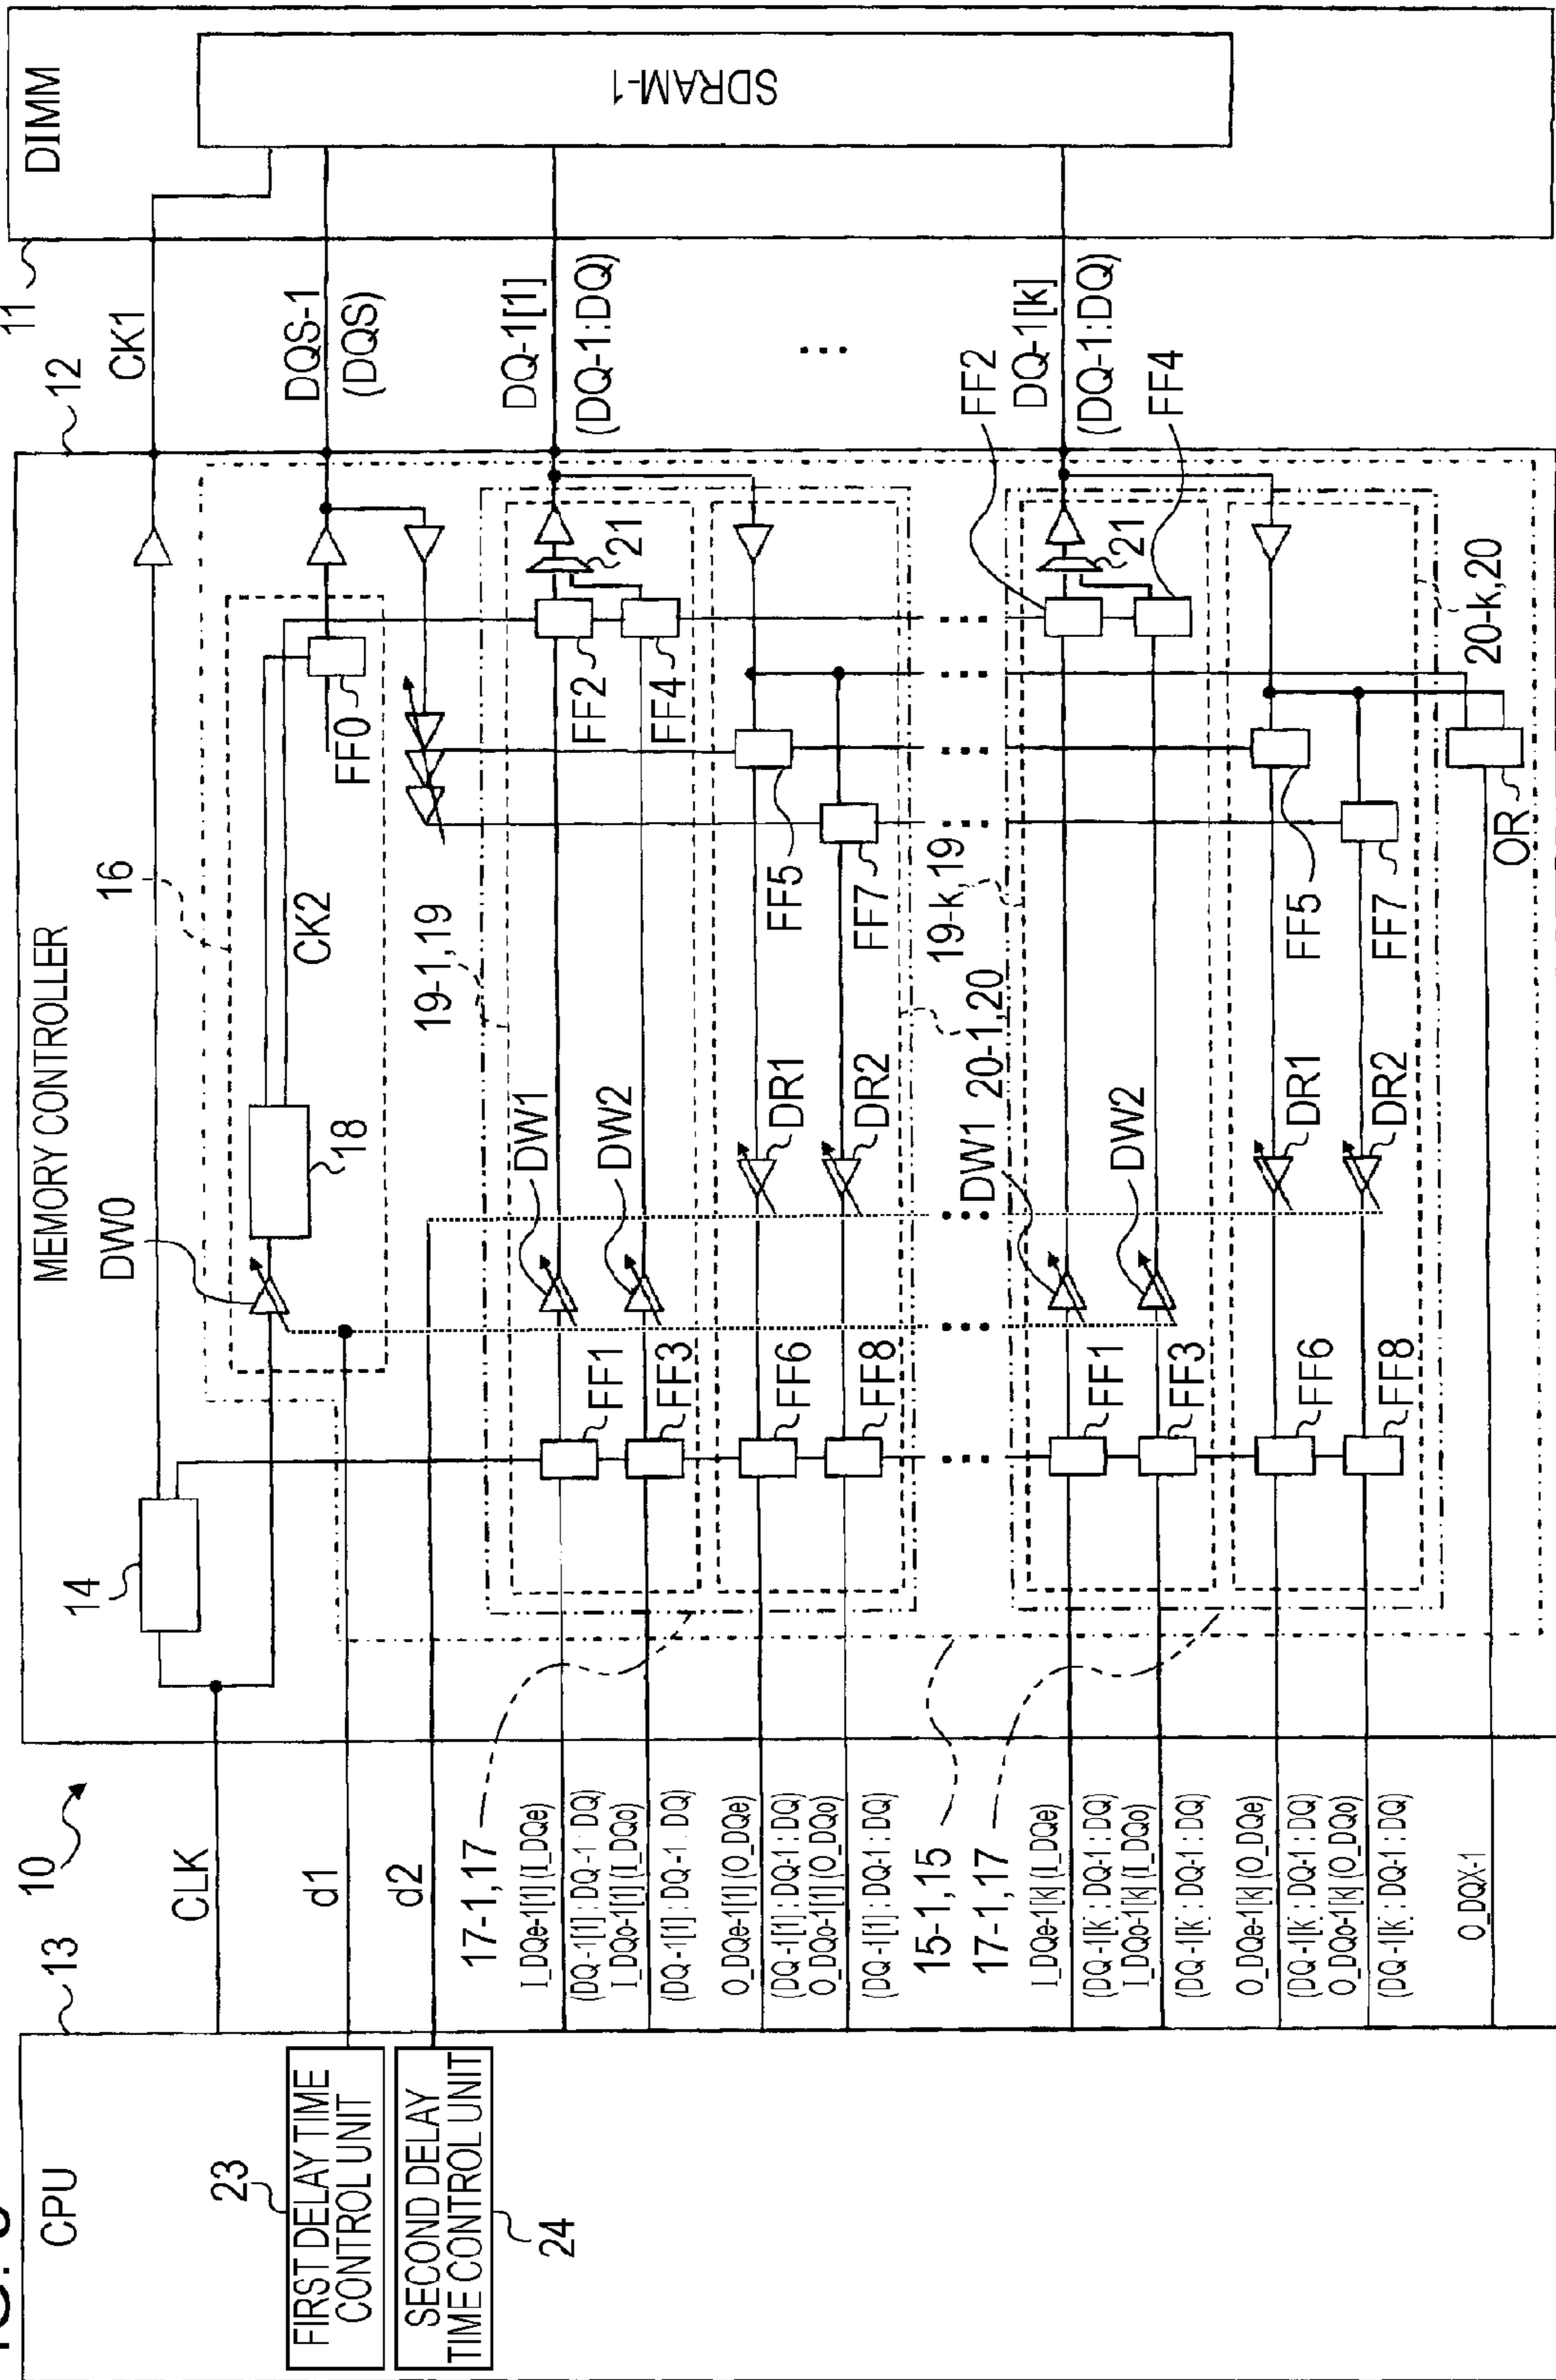 CPU
13
23
FIRST DELAY TIME
CONTROL UNIT
SECOND DELAY
TIME CONTROL UNIT
24
10
CLK
d1
d2
17-1,17
I_DQe-1[1] (I_DQe)
(DQ-1[1] : DQ-1 : DQ)
I_DQo-1[1] (I_DQo)
(DQ-1[1] : DQ-1 : DQ)
O_DQe-1[1] (O_DQe)
(DQ-1[1] : DQ-1 : DQ)
O_DQo-1[1] (O_DQo)
(DQ-1[1] : DQ-1 : DQ)
15-1,15
17-1,17
I_DQe-1[k] (I_DQe)
(DQ-1[k : DQ-1 : DQ)
I_DQo-1[k] (I_DQo)
(DQ-1[k : DQ-1 : DQ)
O_DQe-1[k] (O_DQe)
(DQ-1[k : DQ-1 : DQ)
O_DQo-1[k] (O_DQo)
(DQ-1[k : DQ-1 : DQ)
O_DQX-1
MEMORY CONTROLLER
12
14
DW0
18
16
CK2
FF0
19-1,19
DW1
DW2
FF1
FF3
FF2
FF4
21
FF6
FF8
DR1
DR2
FF5
FF7
20-1,20
...
...
...
...
...
...
19-k,19
DW1
DW2
FF1
FF3
FF2
FF4
21
FF6
FF8
DR1
DR2
FF5
FF7
20-k,20
OR
11
CK1
DQS-1
(DQS)
DQ-1[1]
(DQ-1:DQ)
...
DQ-1[k]
(DQ-1:DQ)
DIMM
SDRAM-1